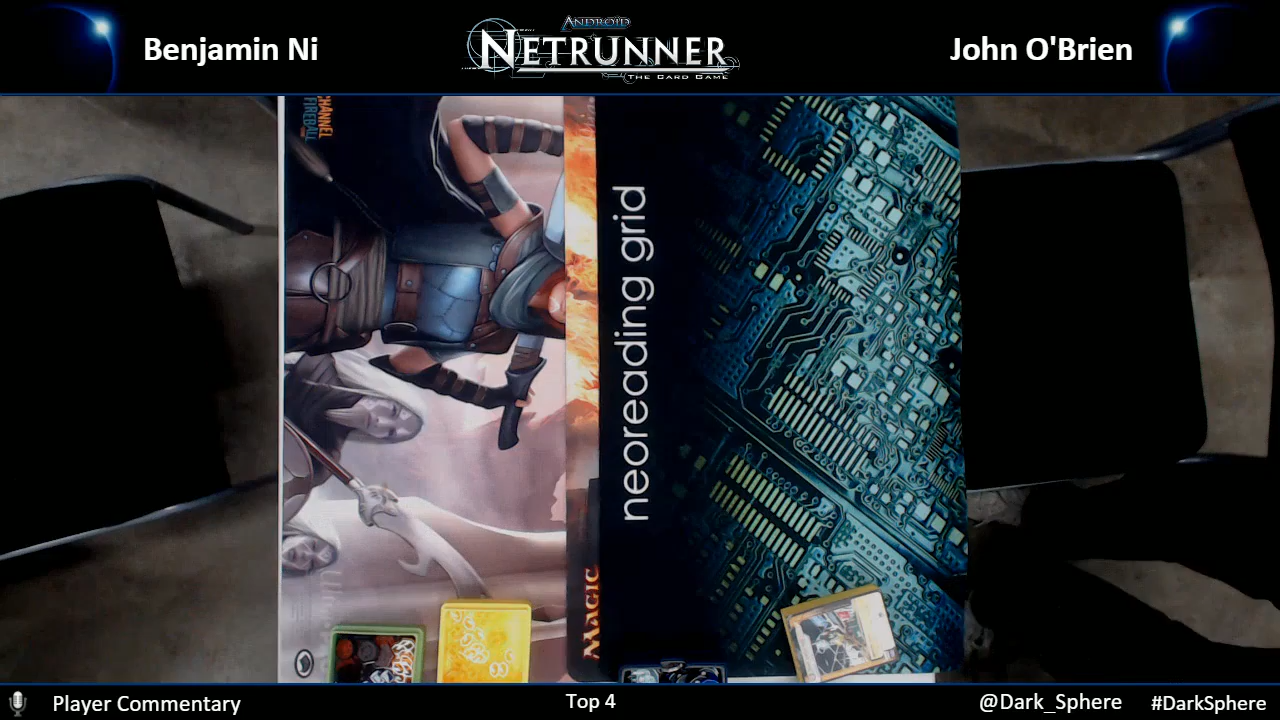 Benjamin Ni
ANDROID
NETRUNNER
THE CARD GAME
John O'Brien
CHANNEL
FIREBALL
neoreading grid
MAGIC
Player Commentary
Top 4
@Dark_Sphere
#DarkSphere